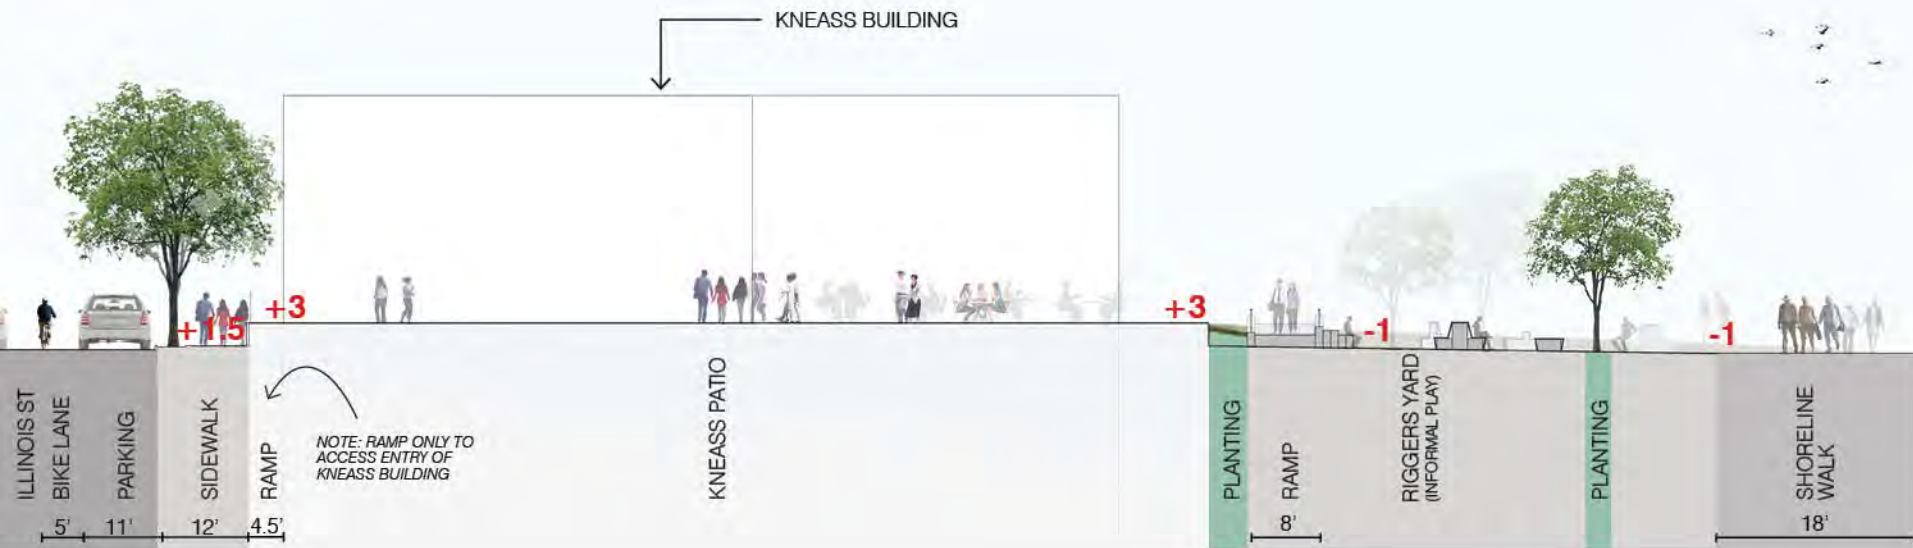 KNEASS BUILDING
+1.5
+3
+3
-1
-1
ILLINOIS ST
BIKE LANE
PARKING
SIDEWALK
RAMP
NOTE: RAMP ONLY TO
ACCESS ENTRY OF
KNEASS BUILDING
KNEASS PATIO
PLANTING
RAMP
RIGGERS YARD
(INFORMAL PLAY)
PLANTING
SHORELINE
WALK
5'
11'
12'
4.5'
8'
18'